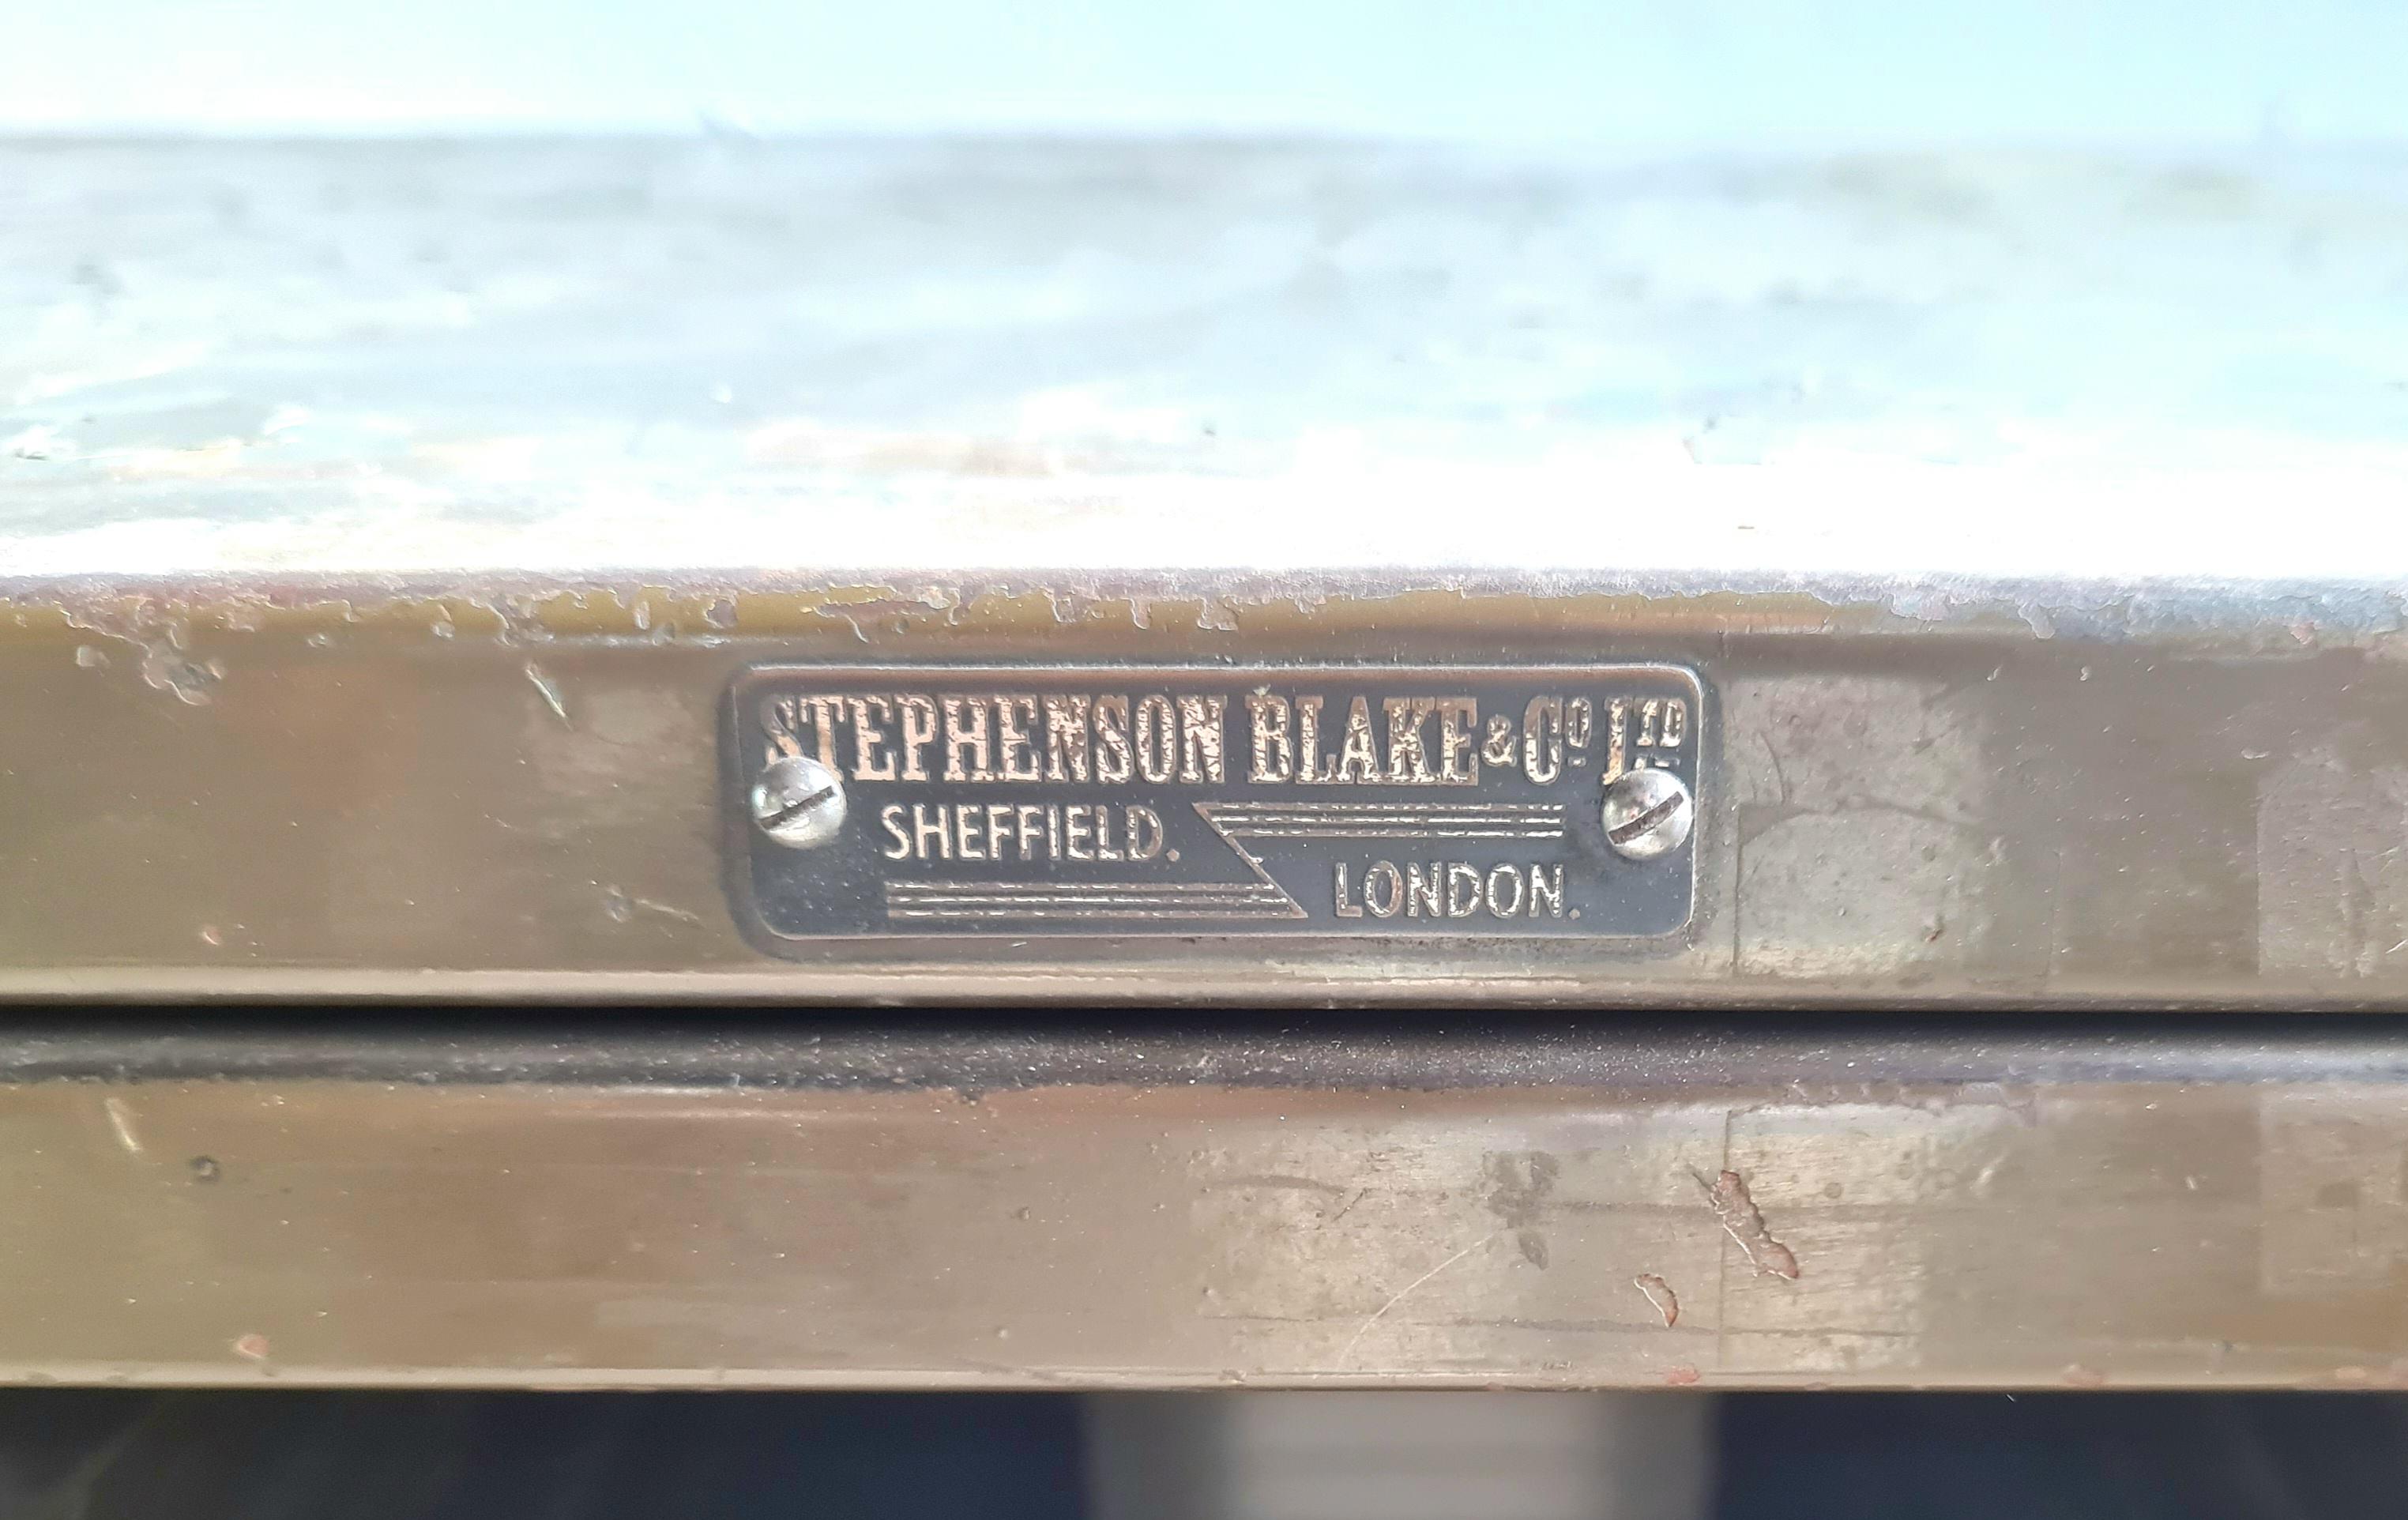 STEPHENSON BLAKE & Cº LTD
SHEFFIELD.
LONDON.